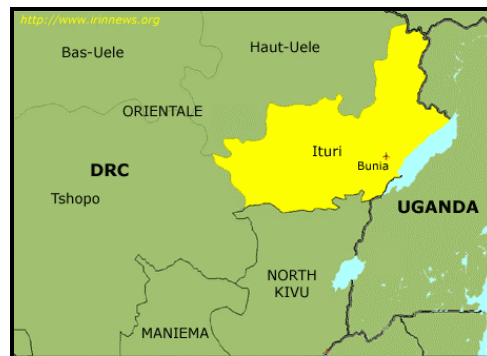 http://www.irinnews.org
Bas-Uele
Haut-Uele
ORIENTALE
Ituri
Bunia
DRC
Tshopo
UGANDA
NORTH
KIVU
MANIEMA